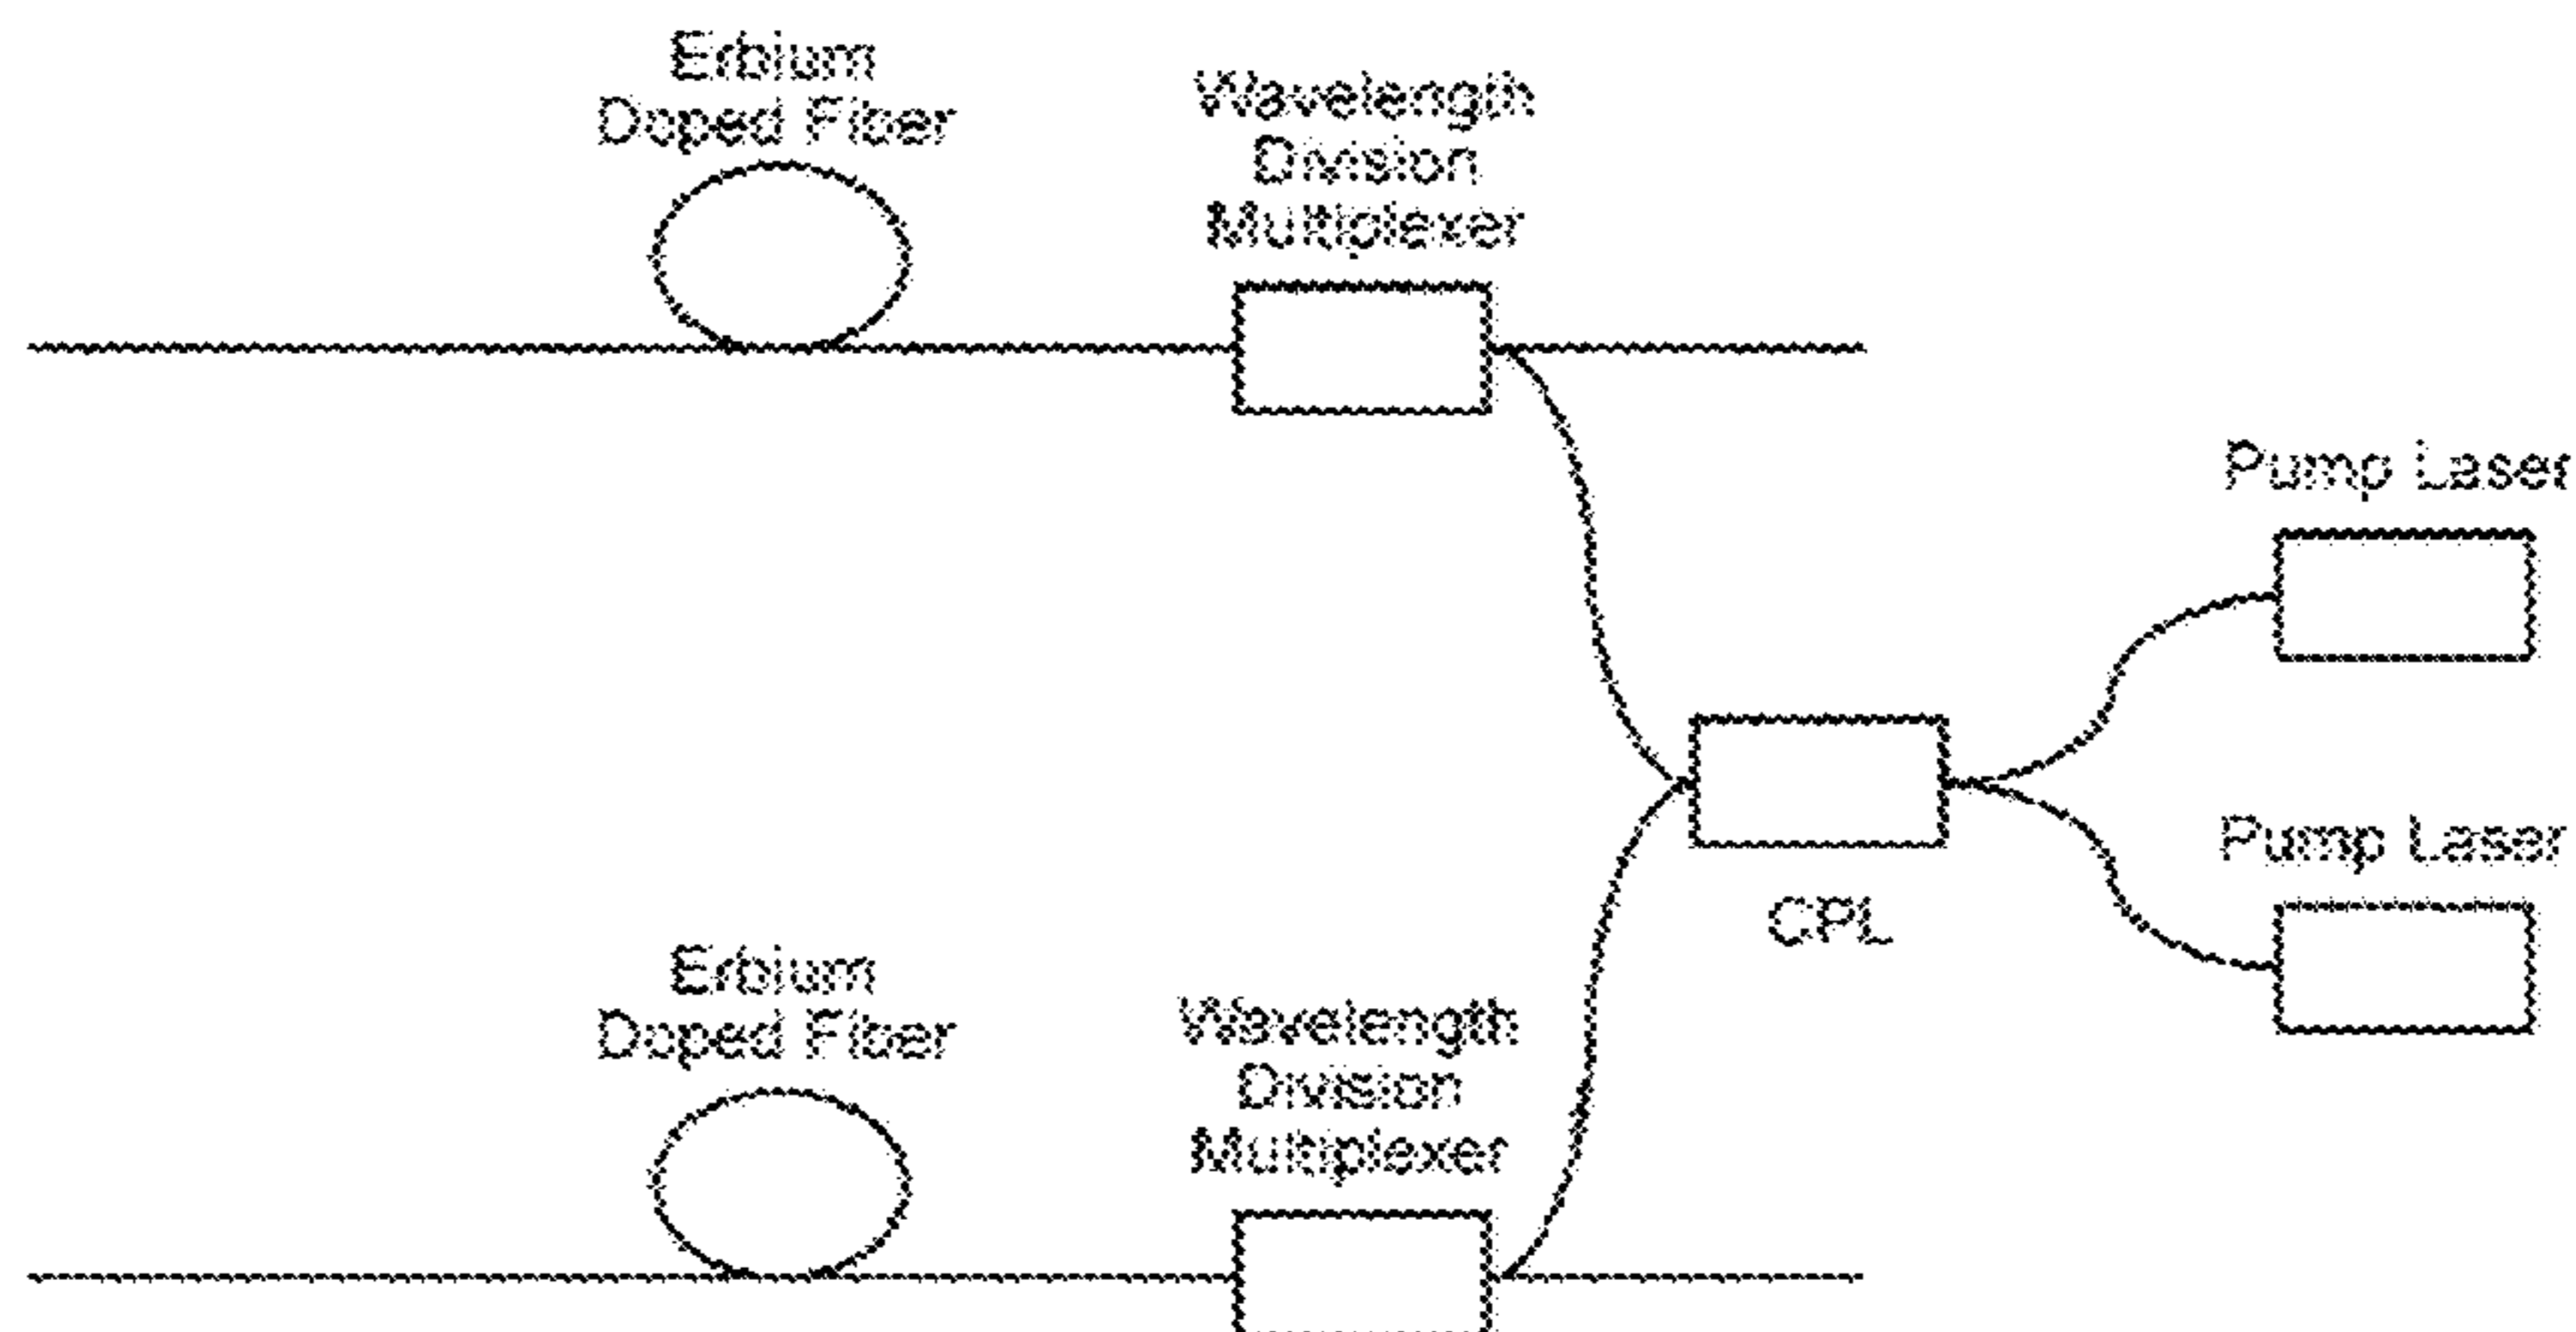 Erbium
Doped Fiber
Wavelength
Division
Multiplexer
Pump Laser
Pump Laser
CPL
Erbium
Doped Fiber
Wavelength
Division
Multiplexer